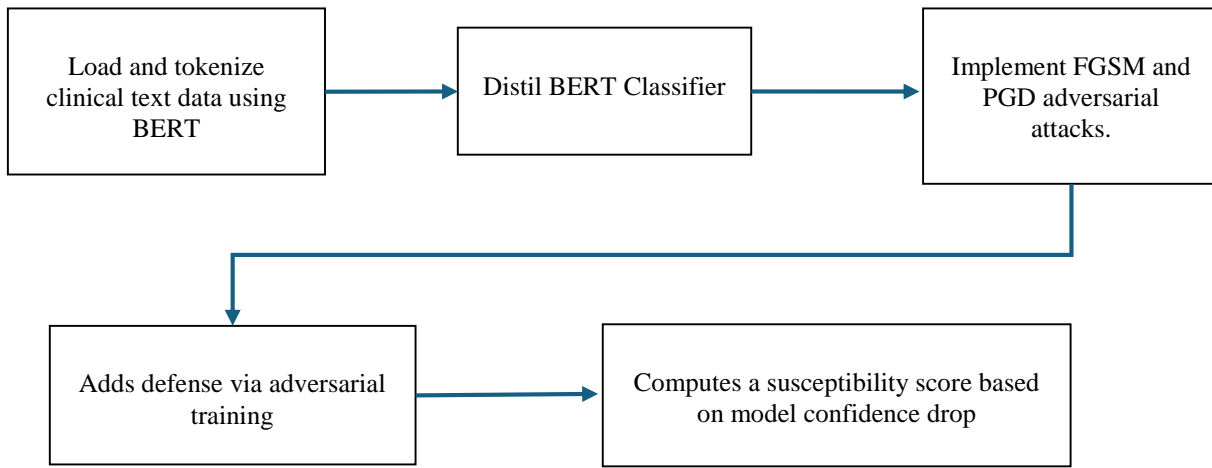 Load and tokenize
clinical text data using
BERT
Distil BERT Classifier
Implement FGSM and
PGD adversarial
attacks.
Adds defense via adversarial
training
Computes a susceptibility score based
on model confidence drop